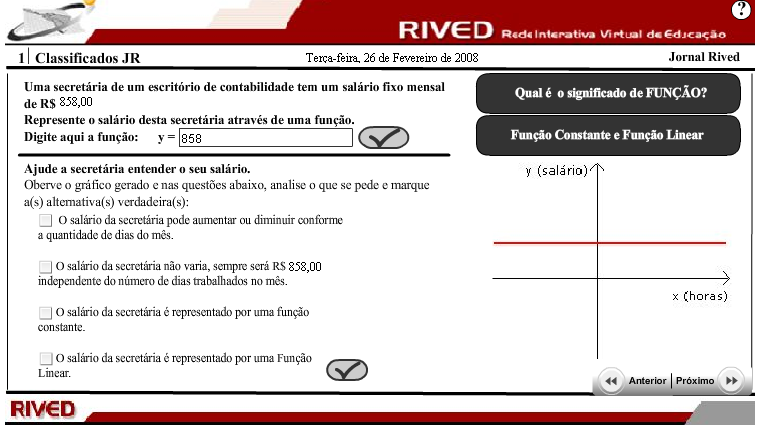 ?
RIVED Rede Interativa Virtual de Educação
1 Classificados JR Terça-feira, 26 de Fevereiro de 2008 Jornal Rived
Uma secretária de um escritório de contabilidade tem um salário fixo mensal
de R$ 858,00
Represente o salário desta secretária através de uma função.
Digite aqui a função: y = 858
Qual é o significado de FUNÇÃO?
Função Constante e Função Linear
Ajude a secretária entender o seu salário.
Oberve o gráfico gerado e nas questões abaixo, analise o que se pede e marque
a(s) alternativa(s) verdadeira(s):
O salário da secretária pode aumentar ou diminuir conforme
a quantidade de dias do mês.
O salário da secretária não varia, sempre será R$ 858,00
independente do número de dias trabalhados no mês.
O salário da secretária é representado por uma função
constante.
O salário da secretária é representado por uma Função
Linear.
y (salário)
x (horas)
Anterior Próximo
RIVED